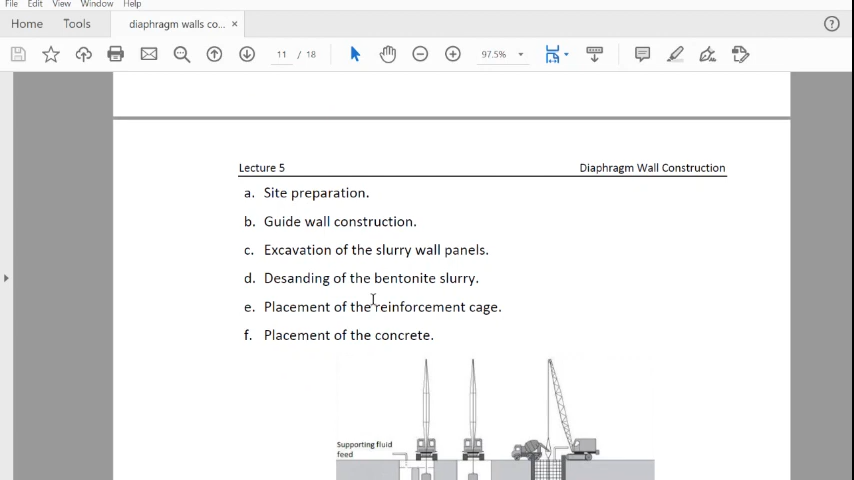 File Edit View Window Help
Home Tools diaphragm walls co... ×
11 / 18 97.5%
Lecture 5 Diaphragm Wall Construction
a. Site preparation.
b. Guide wall construction.
c. Excavation of the slurry wall panels.
d. Desanding of the bentonite slurry.
e. Placement of the reinforcement cage.
f. Placement of the concrete.
Supporting fluid
feed